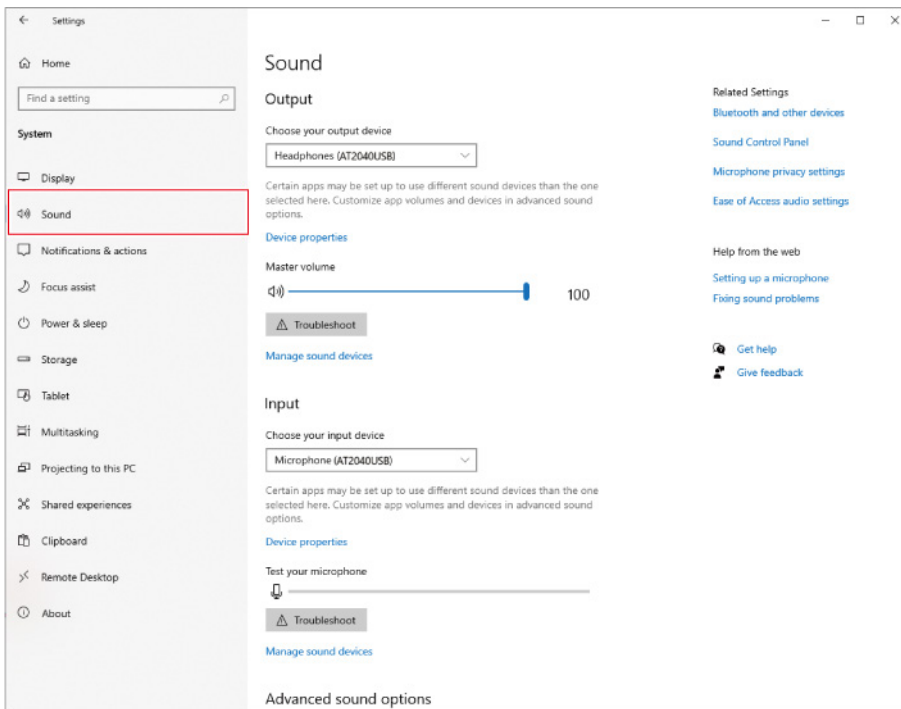 Settings
Home
Find a setting
System
Display
Sound
Notifications & actions
Focus assist
Power & sleep
Storage
Tablet
Multitasking
Projecting to this PC
Shared experiences
Clipboard
Remote Desktop
About
Sound
Output
Choose your output device
Headphones (AT2040USB)
Certain apps may be set up to use different sound devices than the one
selected here. Customize app volumes and devices in advanced sound
options.
Device properties
Master volume
100
Troubleshoot
Manage sound devices
Input
Choose your input device
Microphone (AT2040USB)
Certain apps may be set up to use different sound devices than the one
selected here. Customize app volumes and devices in advanced sound
options.
Device properties
Test your microphone
Troubleshoot
Manage sound devices
Advanced sound options
Related Settings
Bluetooth and other devices
Sound Control Panel
Microphone privacy settings
Ease of Access audio settings
Help from the web
Setting up a microphone
Fixing sound problems
Get help
Give feedback